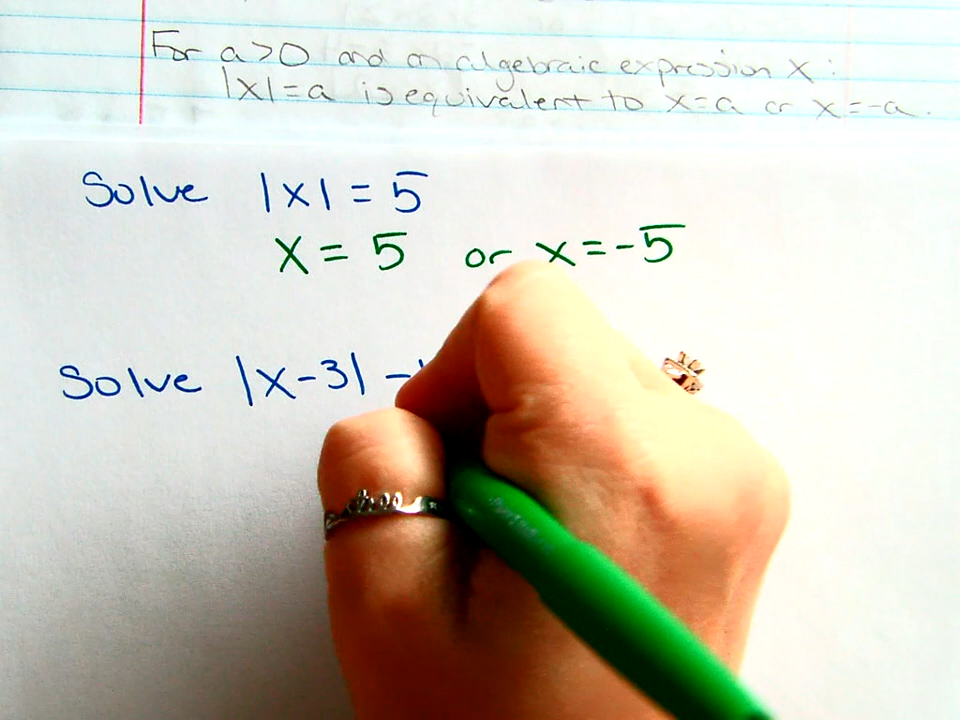 For a>0 and an algebraic expression X:
|X|=a is equivalent to X=a or X=-a.
Solve |x|=5
x=5 or x=-5
Solve |x-3| -